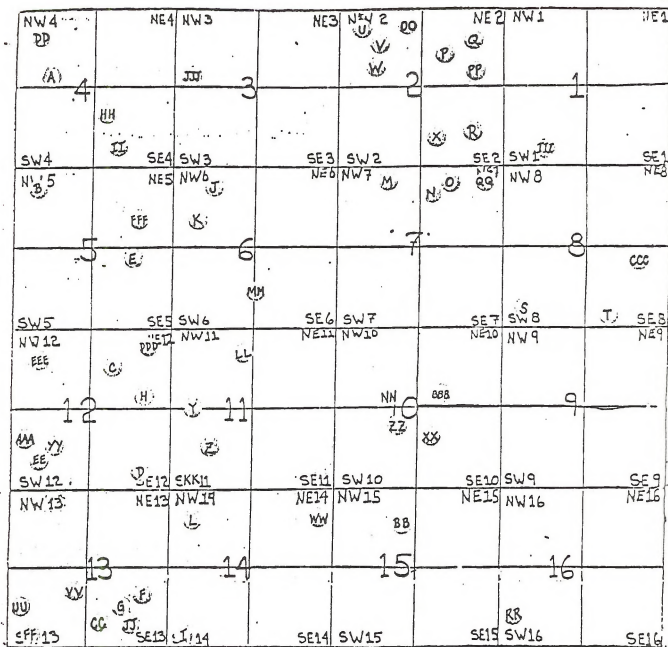 NW4 NE4 NW3 NE3 NW2 NE2 NW1 NE1
PP U OO
V P Q
W PP
A JJJ
4 3 2 1
HH
X R
II III
SW4 SE4 SW3 SE3 SW2 SE2 SW1 SE1
NW5 NE5 NW6 NE6 NW7 NE7 NW8 NE8
B J M N O QQ
FFF K
5 6 7 8
E CCC
MM
S T
SW5 SE5 SW6 SE6 SW7 SE7 SW8 SE8
NW12 NE12 NW11 NE11 NW10 NE10 NW9 NE9
EEE DDD LL
C
H NN BBB
12 Y 11 10 9
ZZ
AAA YY Z XX
EE
D
SW12 SE12 SKK11 SE11 SW10 SE10 SW9 SE9
NW13 NE13 NW14 NE14 NW15 NE15 NW16 NE16
L WW BB
13 14 15 16
VV F
UU G
CC JJ RR
SFF13 SE13 SE14 SW15 SE15 SW16 SE16